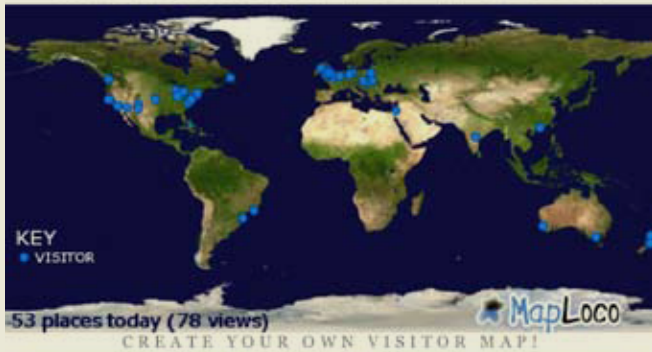 KEY
VISITOR
53 places today (78 views)
MapLoco
CREATE YOUR OWN VISITOR MAP!